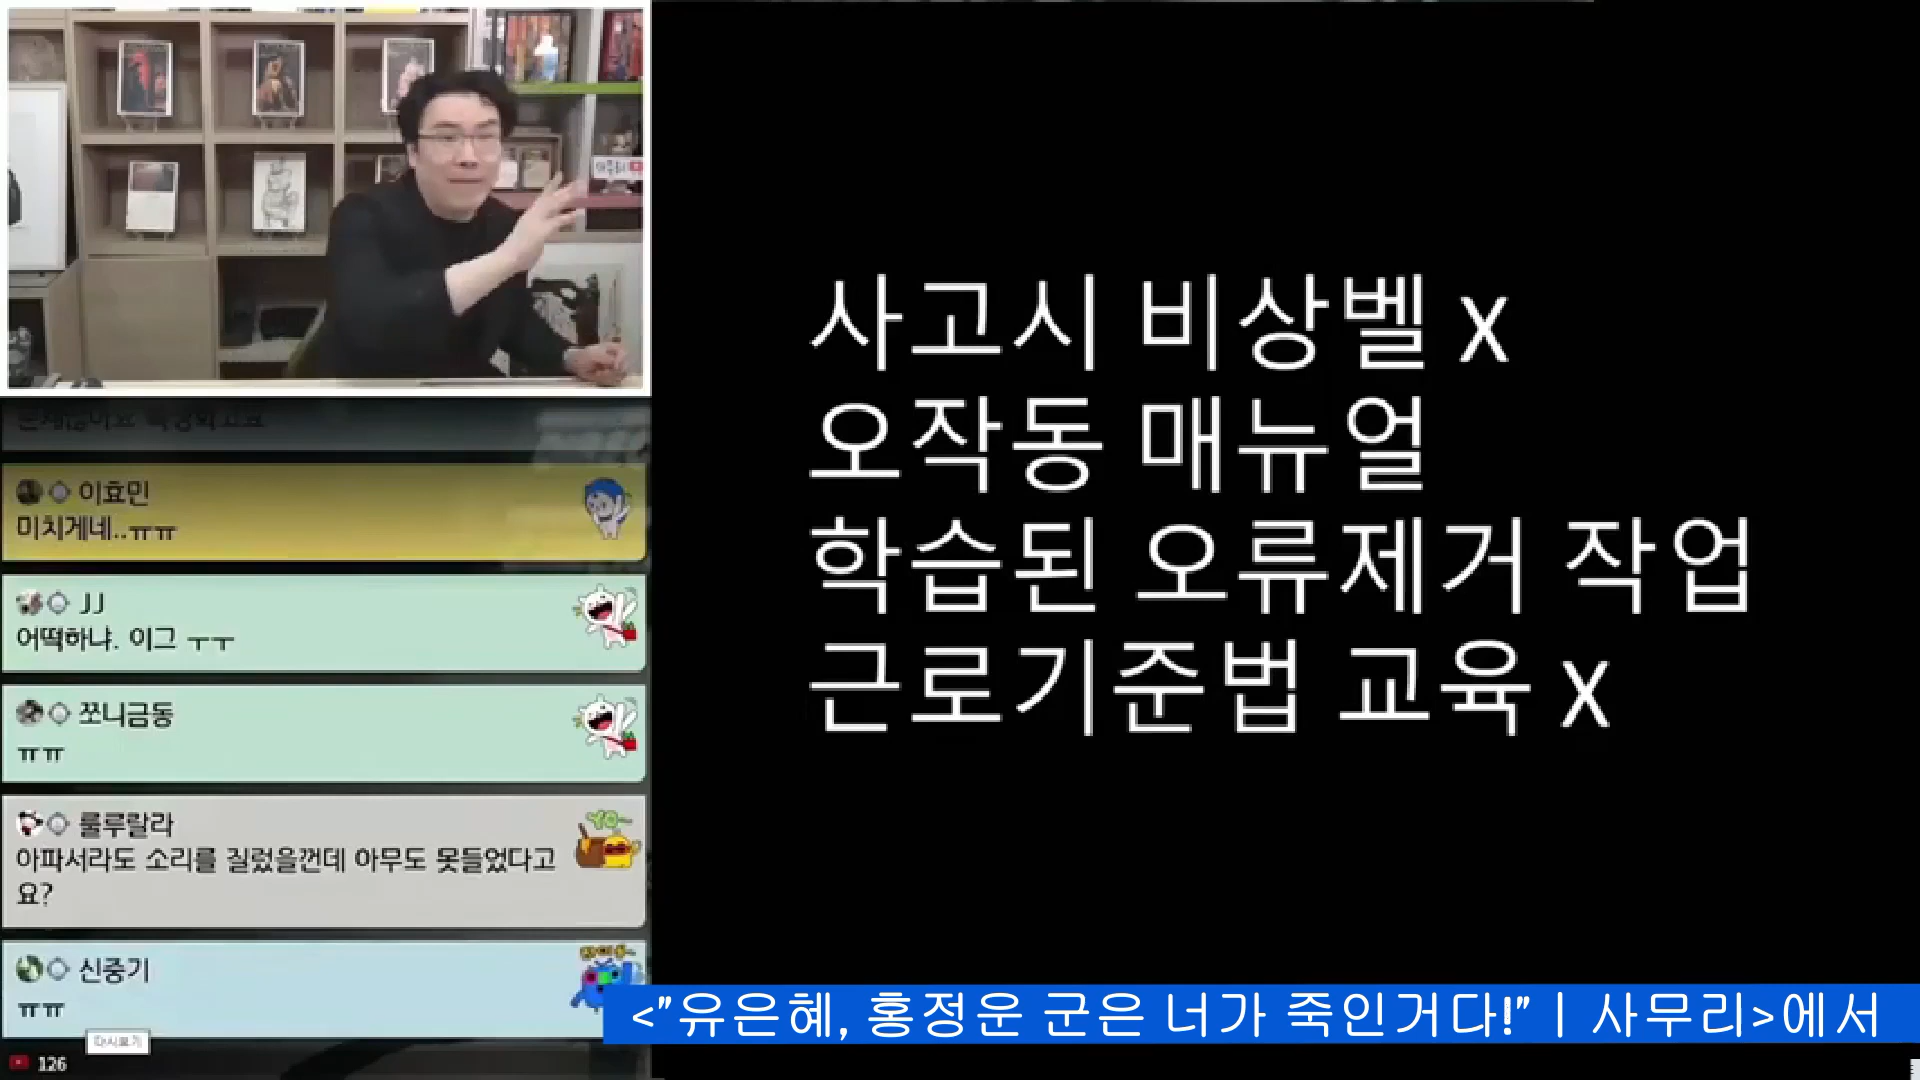 사고시 비상벨 x
오작동 매뉴얼
학습된 오류제거 작업
근로기준법 교육 x
이효민
미치게네..ㅠㅠ
JJ
어떡하냐. 이그 ㅜㅜ
쪼니금동
ㅠㅠ
룰루랄라
아파서라도 소리를 질렀을껀데 아무도 못들었다고
요?
YO~
신중기
ㅠㅠ
다시보기
126
<"유은혜, 홍정운 군은 너가 죽인거다!" | 사무리>에서